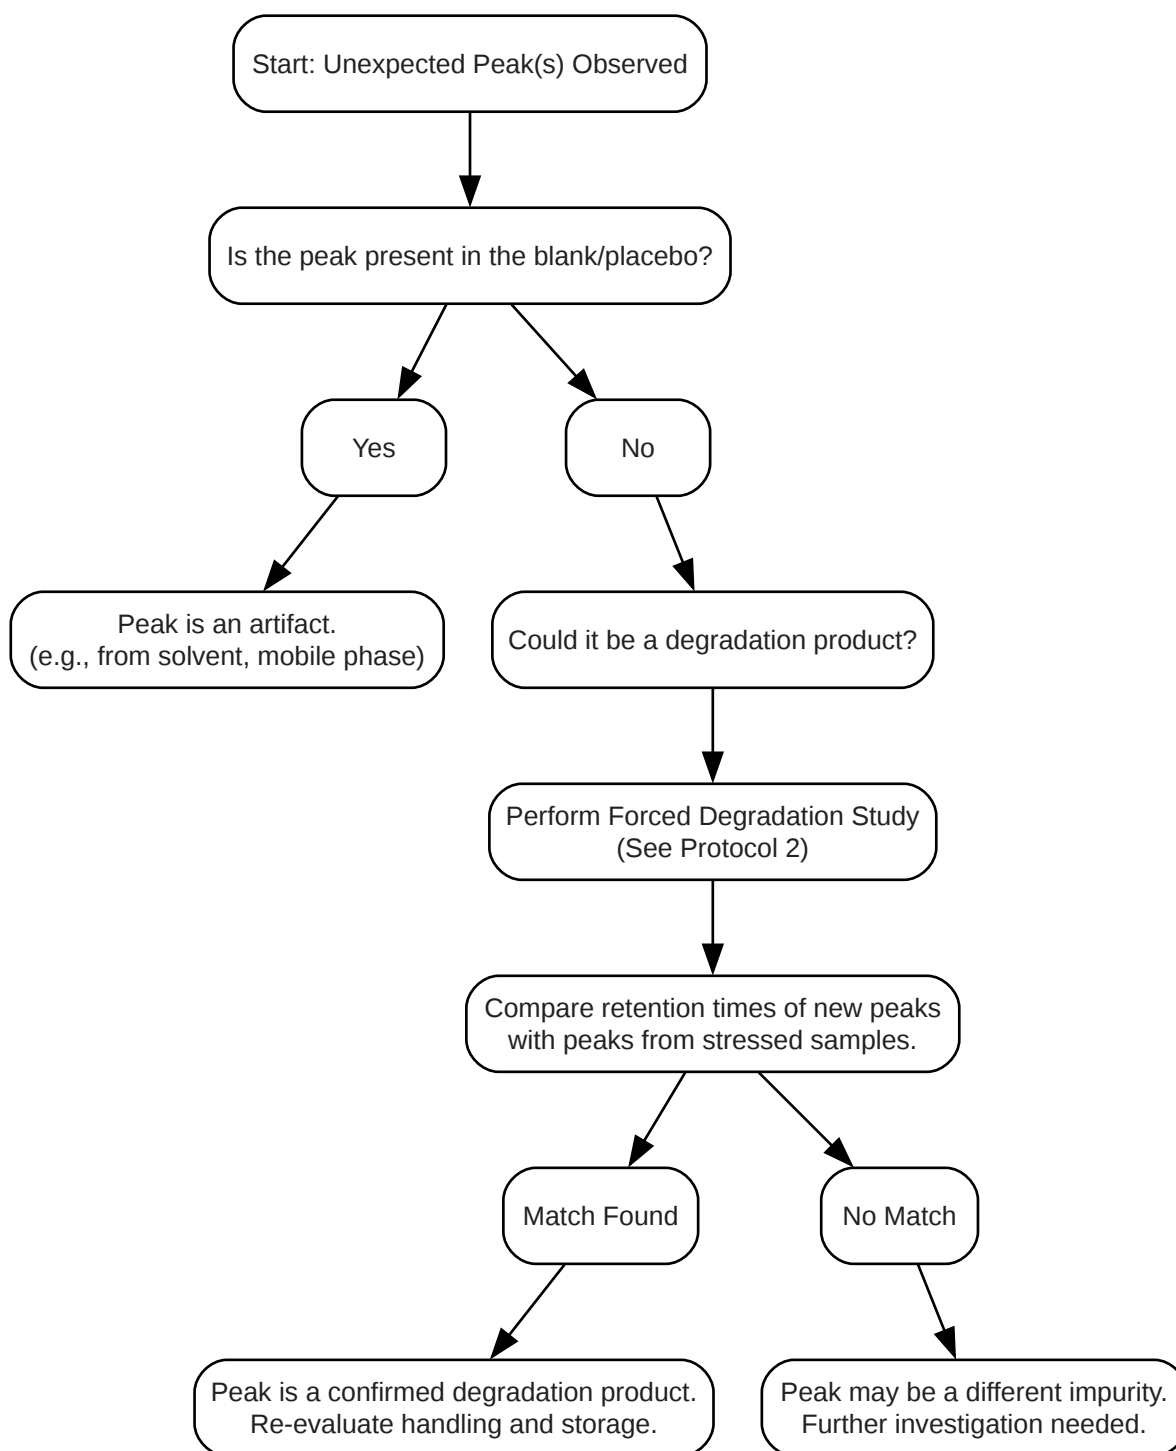 Start: Unexpected Peak(s) Observed
Is the peak present in the blank/placebo?
Yes
No
Peak is an artifact.
(e.g., from solvent, mobile phase)
Could it be a degradation product?
Perform Forced Degradation Study
(See Protocol 2)
Compare retention times of new peaks
with peaks from stressed samples.
Match Found
No Match
Peak is a confirmed degradation product.
Re-evaluate handling and storage.
Peak may be a different impurity.
Further investigation needed.